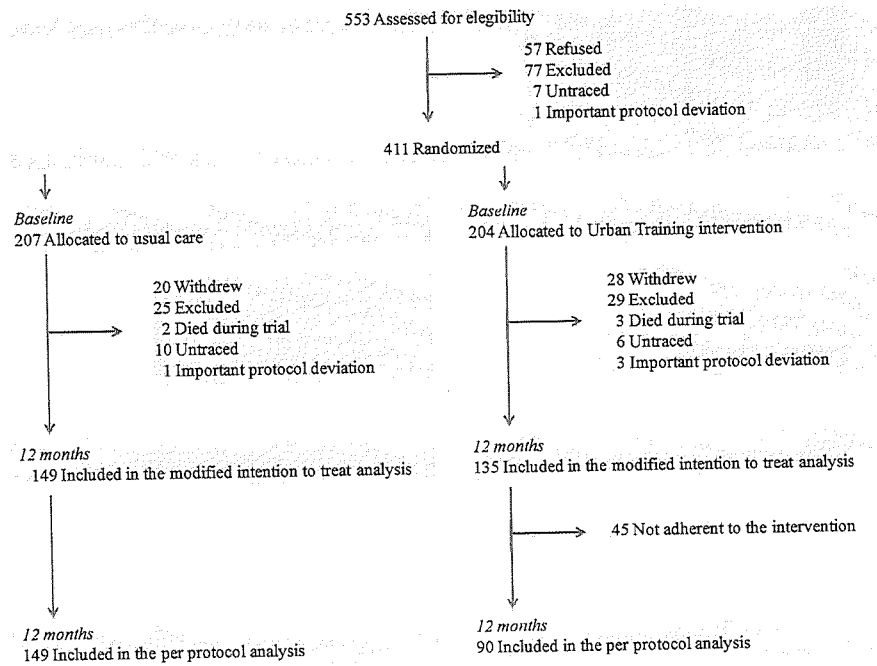 553 Assessed for elegibility
57 Refused
77 Excluded
7 Untraced
1 Important protocol deviation
411 Randomized
Baseline
207 Allocated to usual care
20 Withdrew
25 Excluded
2 Died during trial
10 Untraced
1 Important protocol deviation
12 months
149 Included in the modified intention to treat analysis
12 months
149 Included in the per protocol analysis
Baseline
204 Allocated to Urban Training intervention
28 Withdrew
29 Excluded
3 Died during trial
6 Untraced
3 Important protocol deviation
12 months
135 Included in the modified intention to treat analysis
45 Not adherent to the intervention
12 months
90 Included in the per protocol analysis